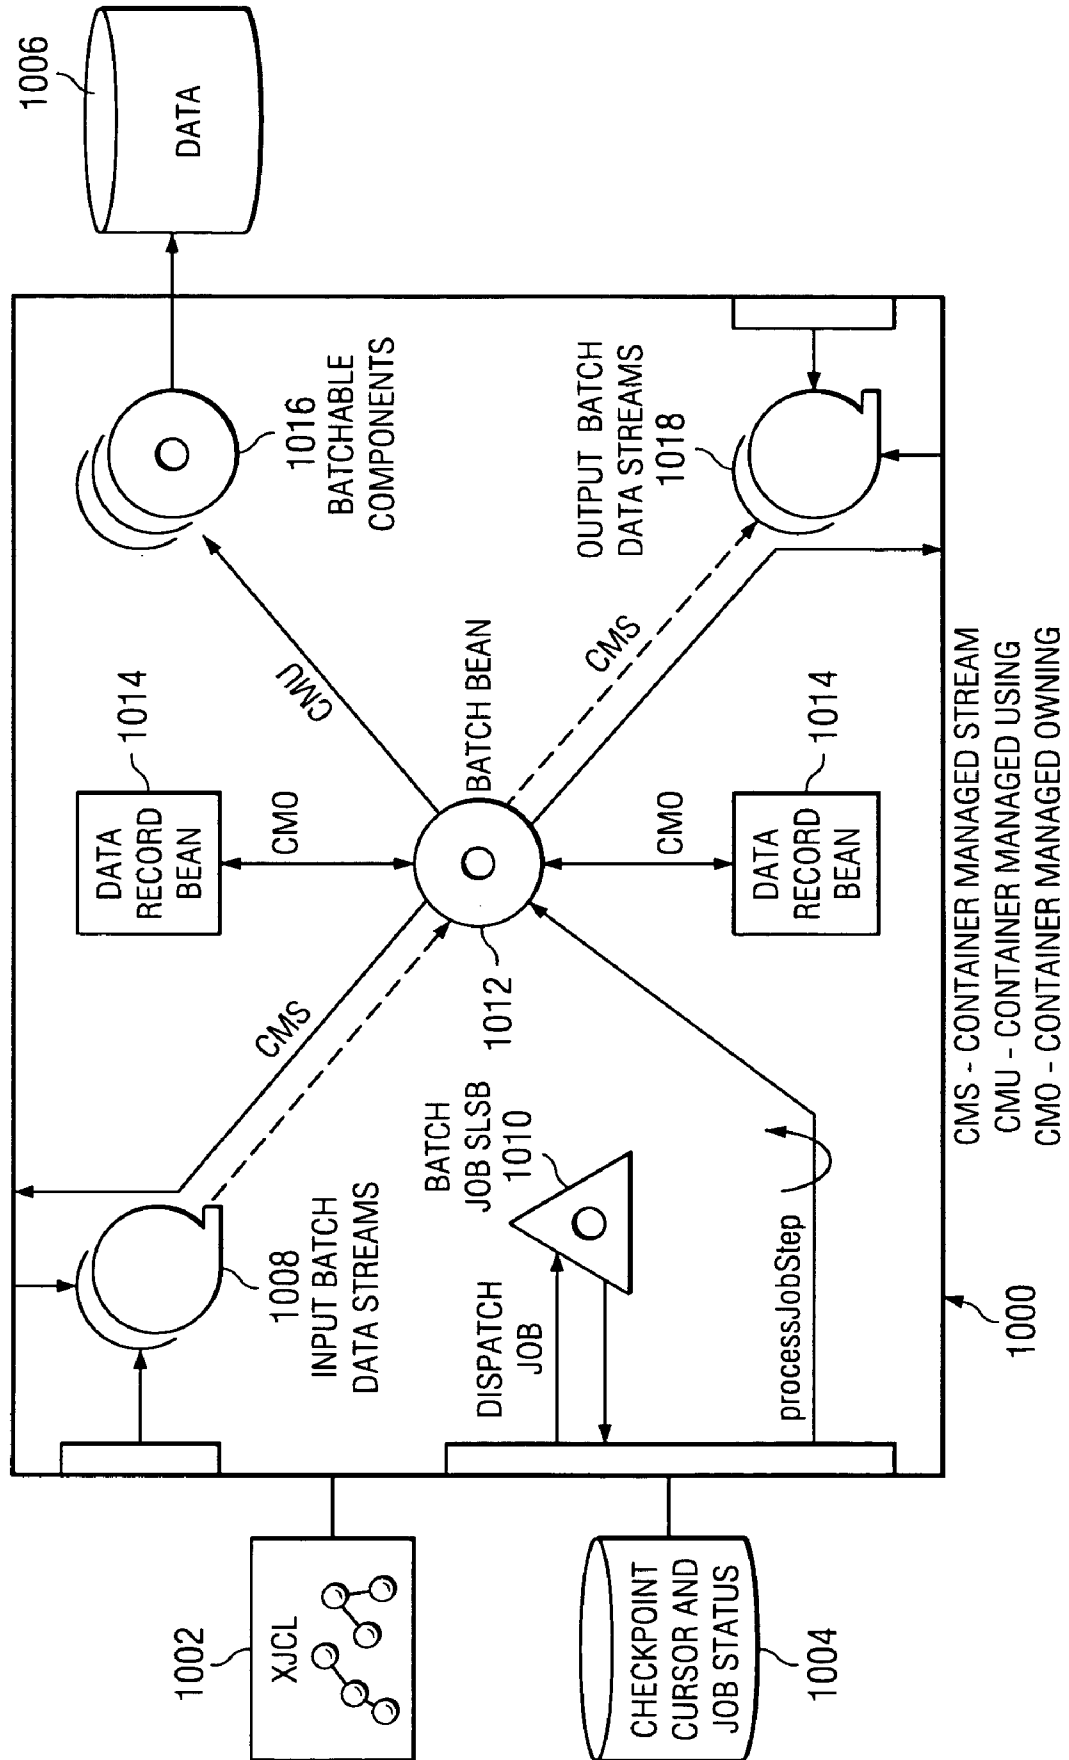 1002
XJCL
CHECKPOINT
CURSOR AND
JOB STATUS
1004
1008
INPUT BATCH
DATA STREAMS
DISPATCH
JOB
BATCH
JOB SLSB
1010
processJobStep
1000
CMS
1012
DATA
RECORD
BEAN
1014
CMO
BATCH BEAN
CMO
DATA
RECORD
BEAN
1014
CMU
CMS
1016
BATCHABLE
COMPONENTS
OUTPUT BATCH
DATA STREAMS
1018
1006
DATA
CMS - CONTAINER MANAGED STREAM
CMU - CONTAINER MANAGED USING
CMO - CONTAINER MANAGED OWNING